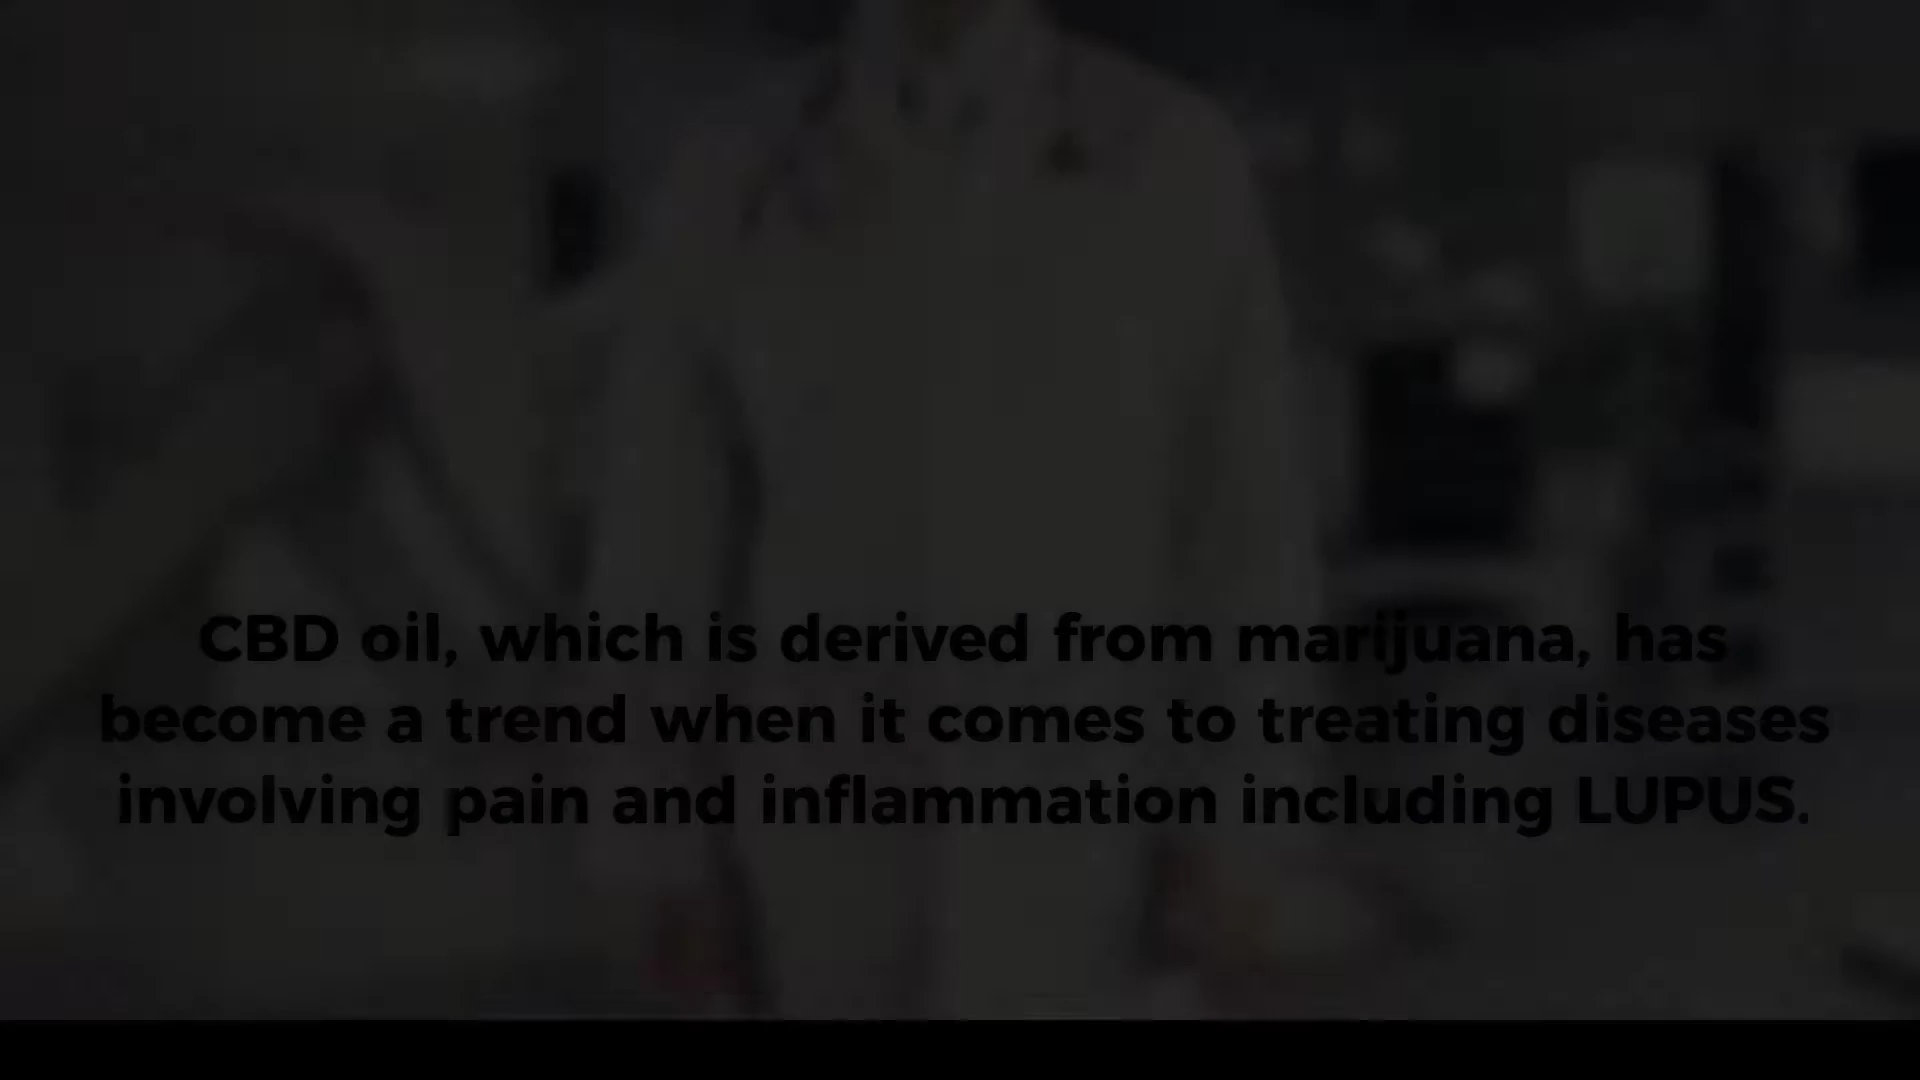 CBD oil, which is derived from marijuana, has
become a trend when it comes to treating diseases
involving pain and inflammation including LUPUS.